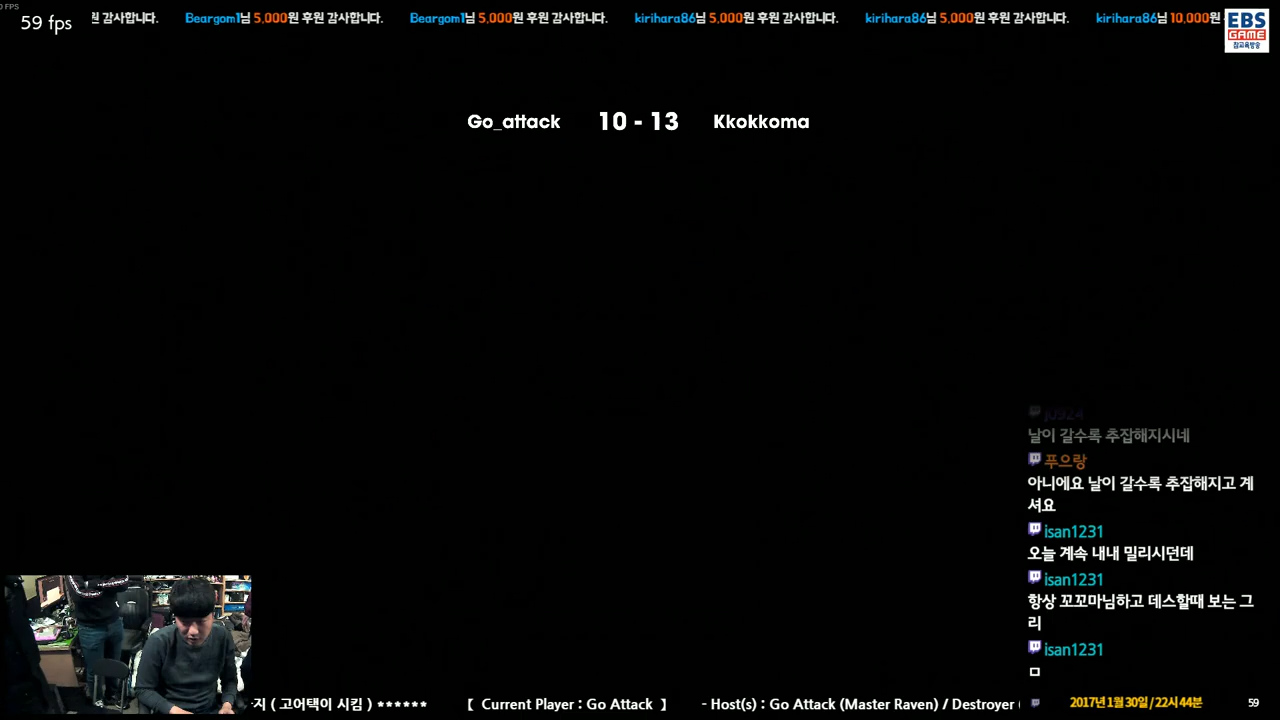 FPS
59 fps
원 감사합니다. Beargom1님 5,000원 후원 감사합니다. Beargom1님 5,000원 후원 감사합니다. kirihara86님 5,000원 후원 감사합니다. kirihara86님 5,000원 후원 감사합니다. kirihara86님 10,000원
EBS
GAME
참교육방송
Go_attack 10 - 13 Kkokkoma
j0924
날이 갈수록 추잡해지시네
푸으랑
아니에요 날이 갈수록 추잡해지고 계
셔요
isan1231
오늘 계속 내내 밀리시던데
isan1231
항상 꼬꼬마님하고 데스할때 보는 그
리
isan1231
ㅁ
지 ( 고어택이 시킴 ) ****** 【 Current Player : Go Attack 】 - Host(s) : Go Attack (Master Raven) / Destroyer (
2017년 1월 30일 / 22시 44분
59